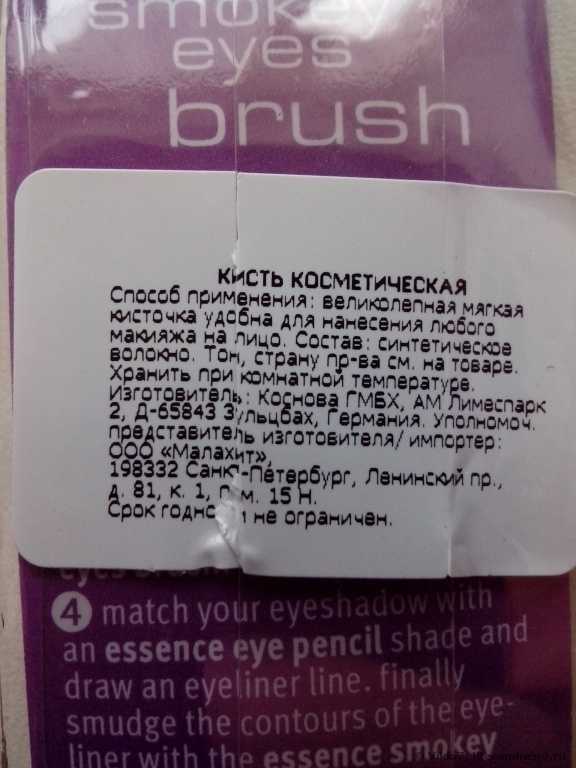 smokey
eyes
brush
КИСТЬ КОСМЕТИЧЕСКАЯ
Способ применения: великолепная мягкая
кисточка удобна для нанесения любого
макияжа на лицо. Состав: синтетическое
волокно. Тон, страну пр-ва см. на товаре.
Хранить при комнатной температуре.
Изготовитель: Коснова ГМБХ, АМ Лимеспарк
2, Д-65843 Зульцбах, Германия. Уполномоч.
представитель изготовителя/ импортер:
ООО «Малахит»,
198332 Санкт-Петербург, Ленинский пр.,
д. 81, к. 1, м. 15 Н.
Срок не ограничен.
eyes
4 match your eyeshadow with
an essence eye pencil shade and
draw an eyeliner line. finally
smudge the contours of the eye-
liner with the essence smokey